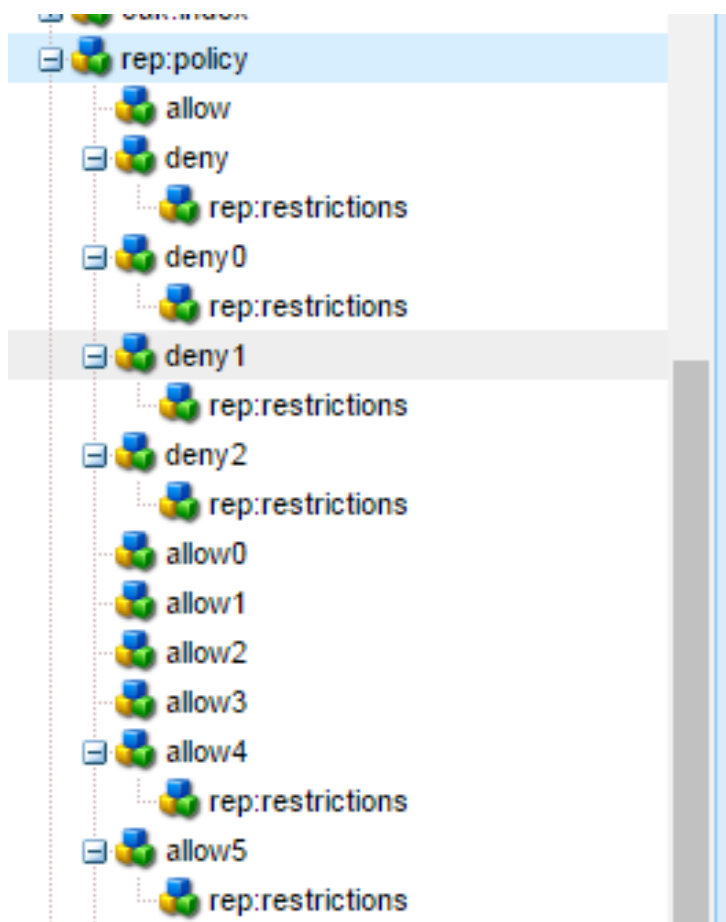 rep:policy
allow
deny
rep:restrictions
deny0
rep:restrictions
deny1
rep:restrictions
deny2
rep:restrictions
allow0
allow1
allow2
allow3
allow4
rep:restrictions
allow5
rep:restrictions